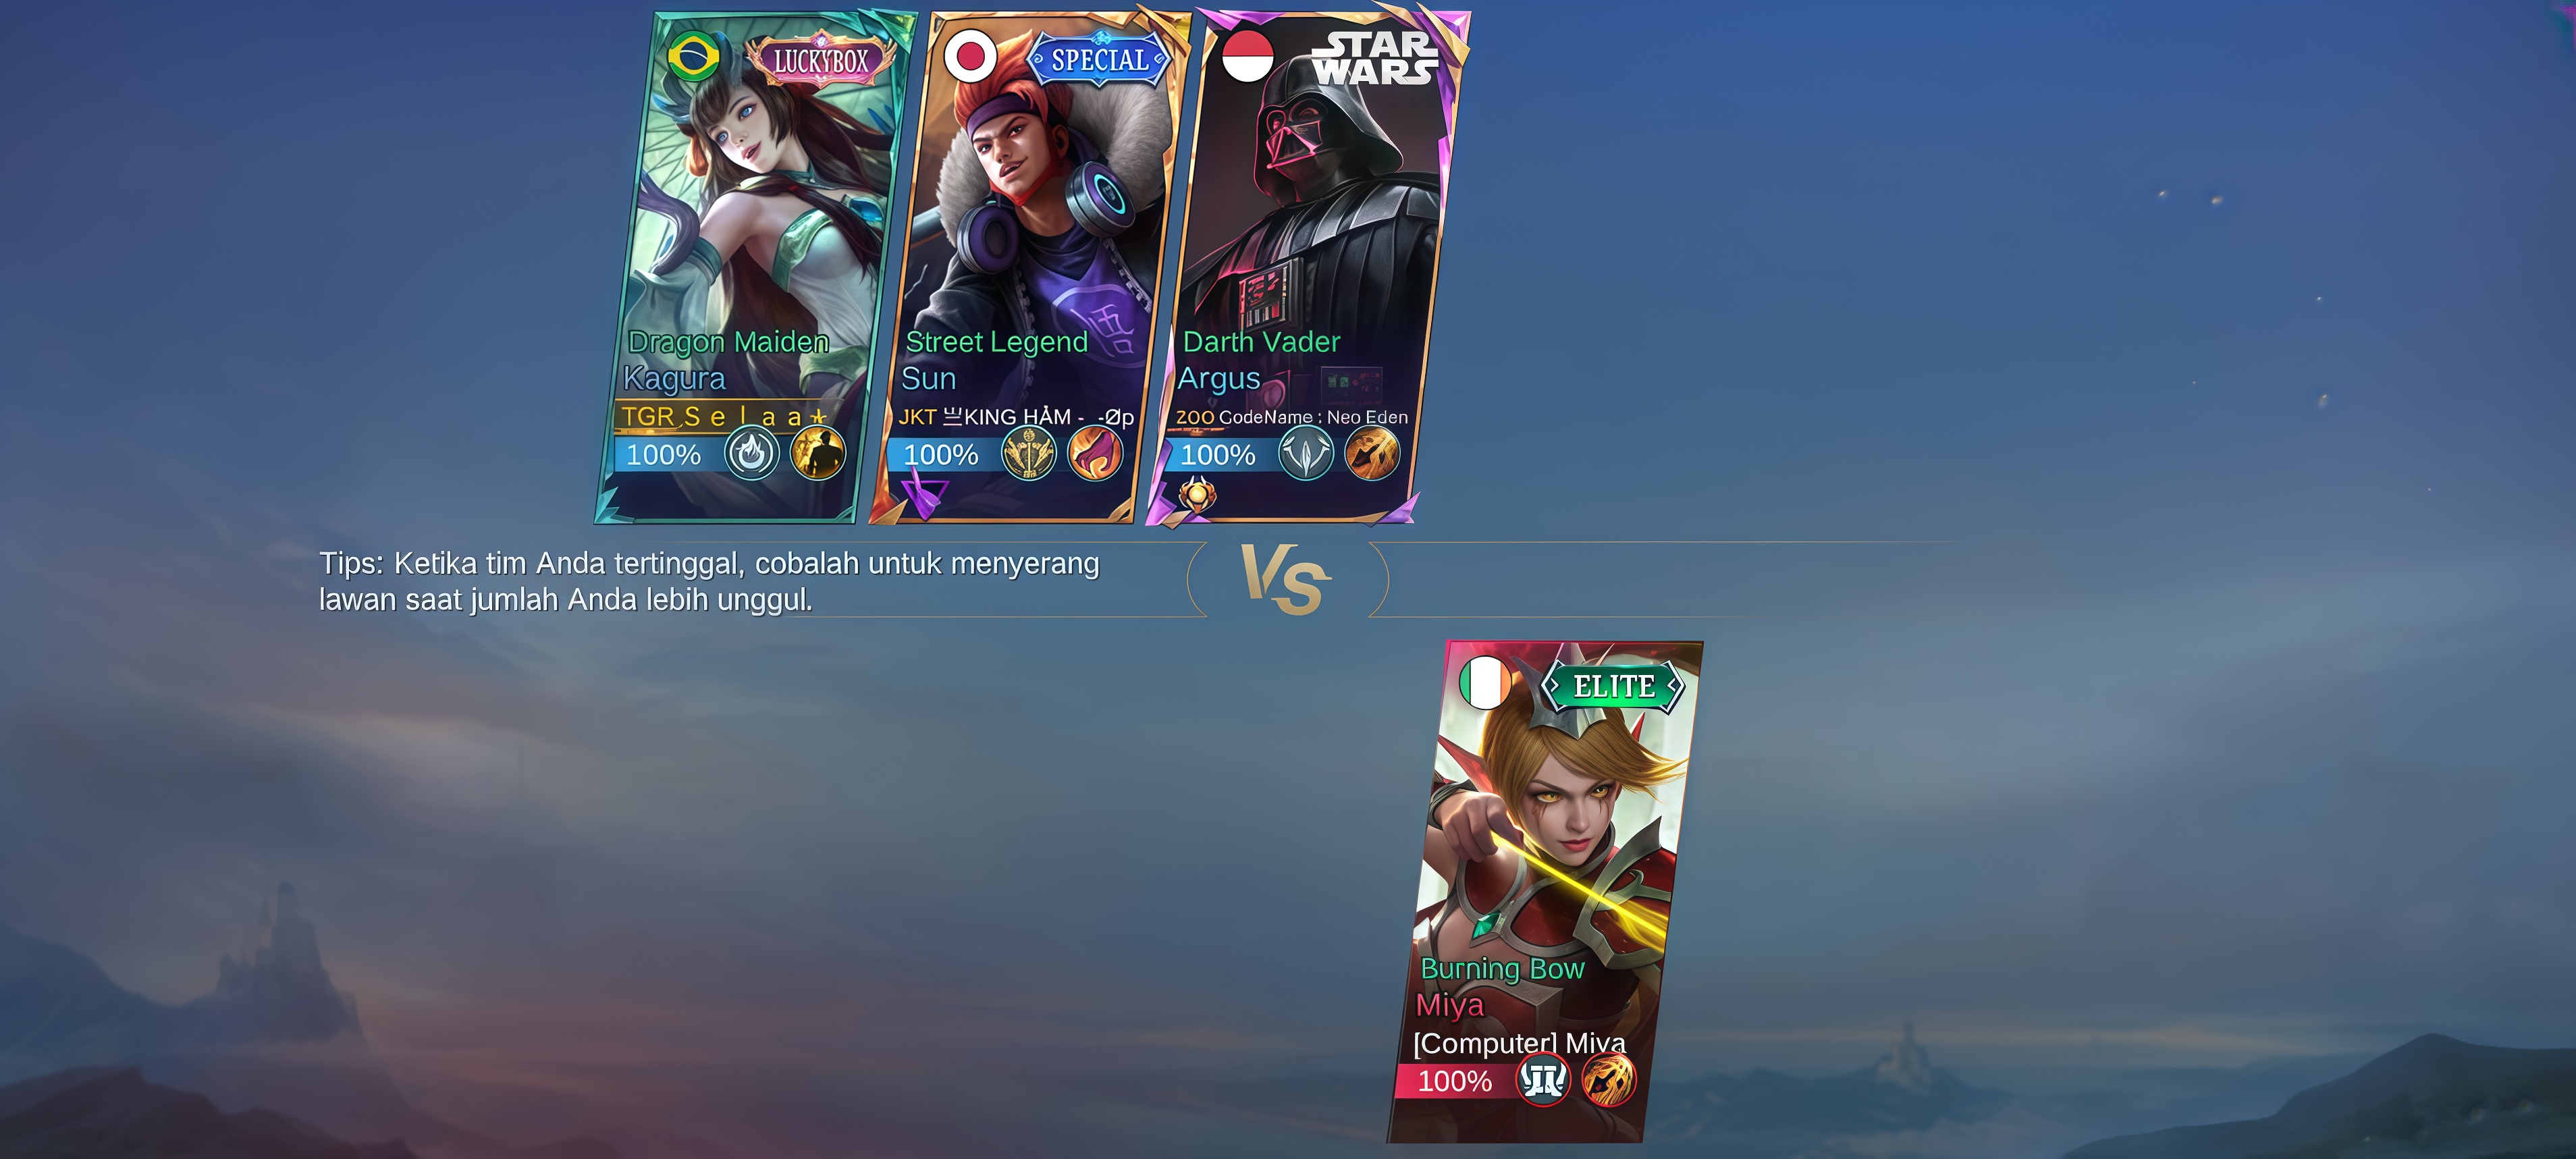 LUCKYBOX
Dragon Maiden
Kagura
TGR S e l a a
100%
SPECIAL
悟
Street Legend
Sun
JKT 亗KING HẢM - -Øp
100%
STAR
WARS
Darth Vader
Argus
ZOO CodeName : Neo Eden
100%
Tips: Ketika tim Anda tertinggal, cobalah untuk menyerang
lawan saat jumlah Anda lebih unggul.
VS
ELITE
Burning Bow
Miya
[Computer] Miya
100%